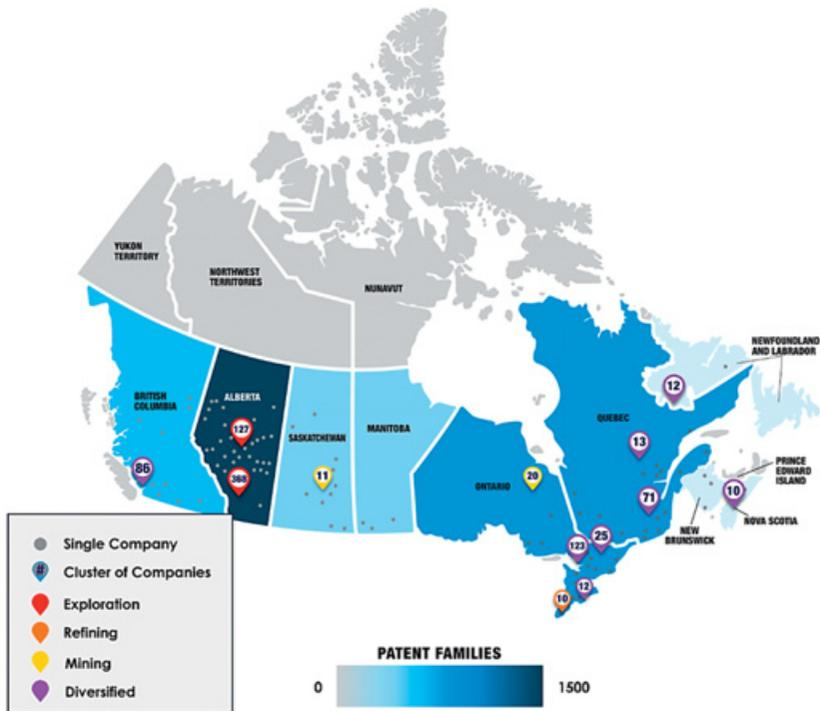 YUKON
TERRITORY
NORTHWEST
TERRITORIES
NUNAVUT
BRITISH
COLUMBIA
ALBERTA
SASKATCHEWAN
MANITOBA
ONTARIO
QUEBEC
NEWFOUNDLAND
AND LABRADOR
PRINCE
EDWARD
ISLAND
NOVA SCOTIA
NEW
BRUNSWICK
86
127
368
11
20
12
13
71
10
25
123
12
10
Single Company
# Cluster of Companies
Exploration
Refining
Mining
Diversified
PATENT FAMILIES
0 1500